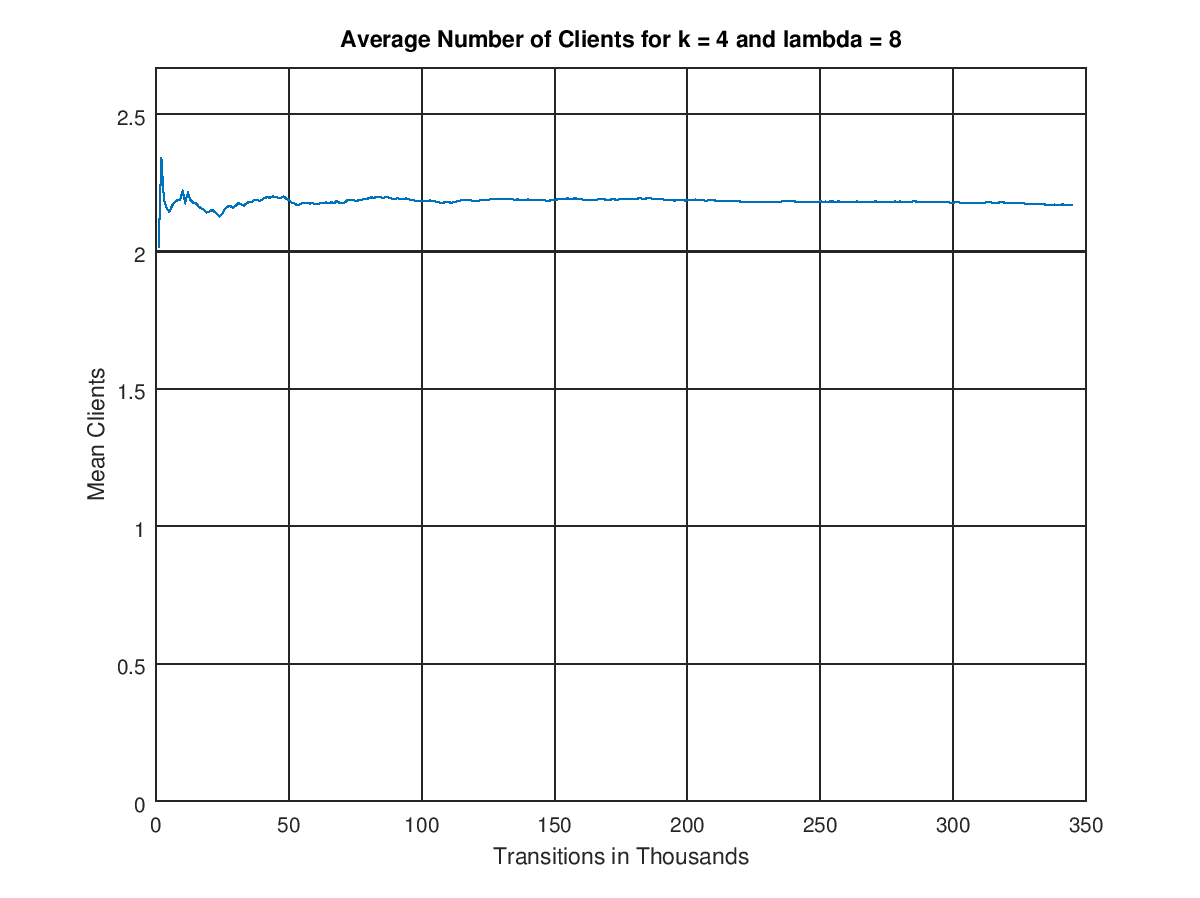 Average Number of Clients for k = 4 and lambda = 8
2.5
2
1.5
1
0.5
0
Mean Clients
0 50 100 150 200 250 300 350
Transitions in Thousands